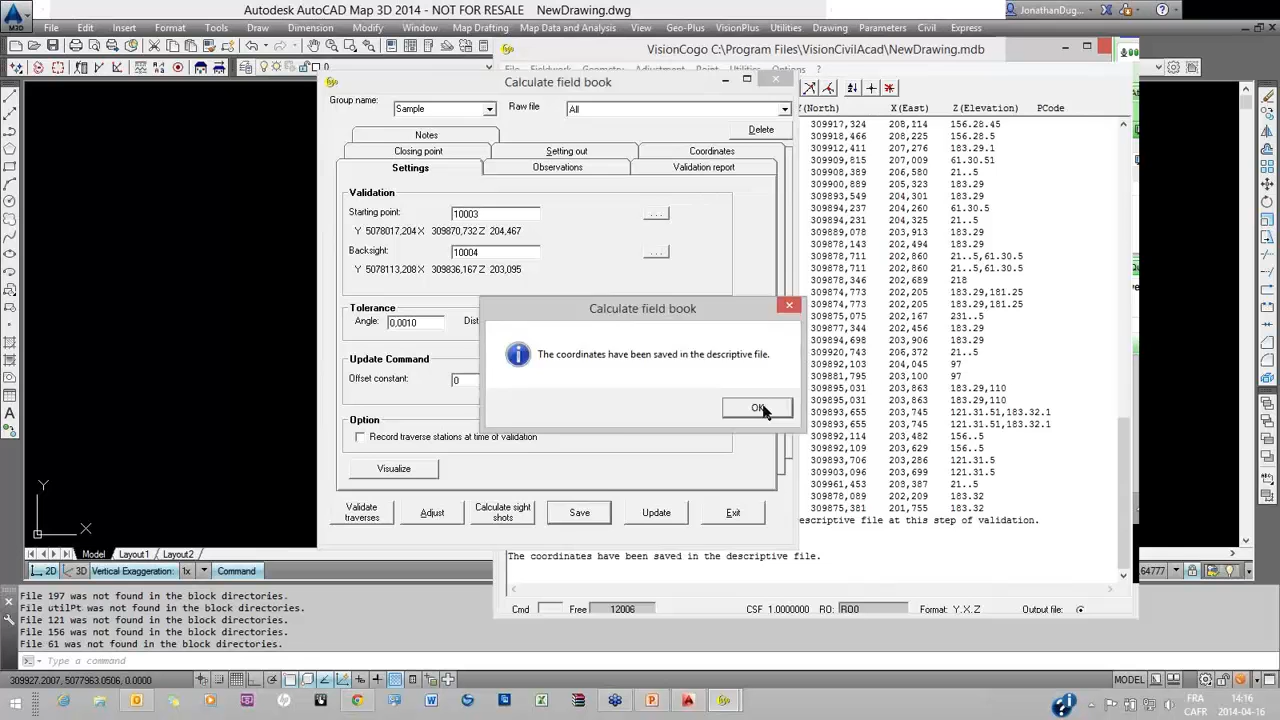 Autodesk AutoCAD Map 3D 2014 - NOT FOR RESALE NewDrawing.dwg
JonathanDug...
Edit Insert Format Tools Draw Dimension Modify Window Map Drafting Map Data and Analysis View Geo-Plus VisionPlus Utilities Drawing Parameters Civil Express
VisionCogo C:\Program Files\VisionCivilAcad\NewDrawing.mdb
File Fieldwork Geometry Adjustment Point Utilities Options ?
Calculate field book
Group name: Sample Raw file All
Delete
Notes
Closing point Setting out Coordinates
Settings Observations Validation report
Validation
Starting point: 10003 ...
Y 5078017,204 X 309870,732 Z 204,467
Backsight: 10004 ...
Y 5078113,208 X 309836,167 Z 203,095
Tolerance
Angle: 0,0010 Dist
Update Command
Offset constant: 0
Option
Record traverse stations at time of validation
Visualize
Validate traverses Adjust Calculate sight shots Save Update Exit
Calculate field book
The coordinates have been saved in the descriptive file.
OK
(North) X(East) Z(Elevation) PCode
309917,324 208,114 156.28.45
309918,466 208,225 156.28.5
309912,411 207,276 183.29.1
309909,815 207,009 61.30.51
309908,389 206,580 21..5
309900,889 205,323 183.29
309893,549 204,301 183.29
309894,237 204,260 61.30.5
309894,231 204,325 21..5
309889,078 203,913 183.29
309878,143 202,494 183.29
309878,711 202,860 21..5,61.30.5
309878,711 202,860 21..5,61.30.5
309878,346 202,689 218
309874,773 202,205 183.29,181.25
309874,773 202,205 183.29,181.25
309875,075 202,167 231..5
309877,344 202,456 183.29
309894,698 203,906 183.29
309920,743 206,372 21..5
309892,103 204,045 97
309881,795 203,100 97
309895,031 203,863 183.29,110
309895,031 203,863 183.29,110
309893,655 203,745 121.31.51,183.32.1
309893,655 203,745 121.31.51,183.32.1
309892,114 203,482 156..5
309892,109 203,629 156..5
309893,706 203,286 121.31.5
309903,096 203,699 121.31.5
309961,453 208,387 21..5
309878,089 202,209 183.32
309875,381 201,755 183.32
escriptive file at this step of validation.
The coordinates have been saved in the descriptive file.
Cmd Free 12006 CSF 1.0000000 RO: R00 Format: Y,X,Z Output file:
Y
X
Model Layout1 Layout2
2D 3D Vertical Exaggeration: 1x Command
64777
File 197 was not found in the block directories.
File utilPt was not found in the block directories.
File 121 was not found in the block directories.
File 156 was not found in the block directories.
File 61 was not found in the block directories.
Type a command
309927.2007, 5077963.0506, 0.0000
MODEL
FRA
CAFR
14:16
2014-04-16